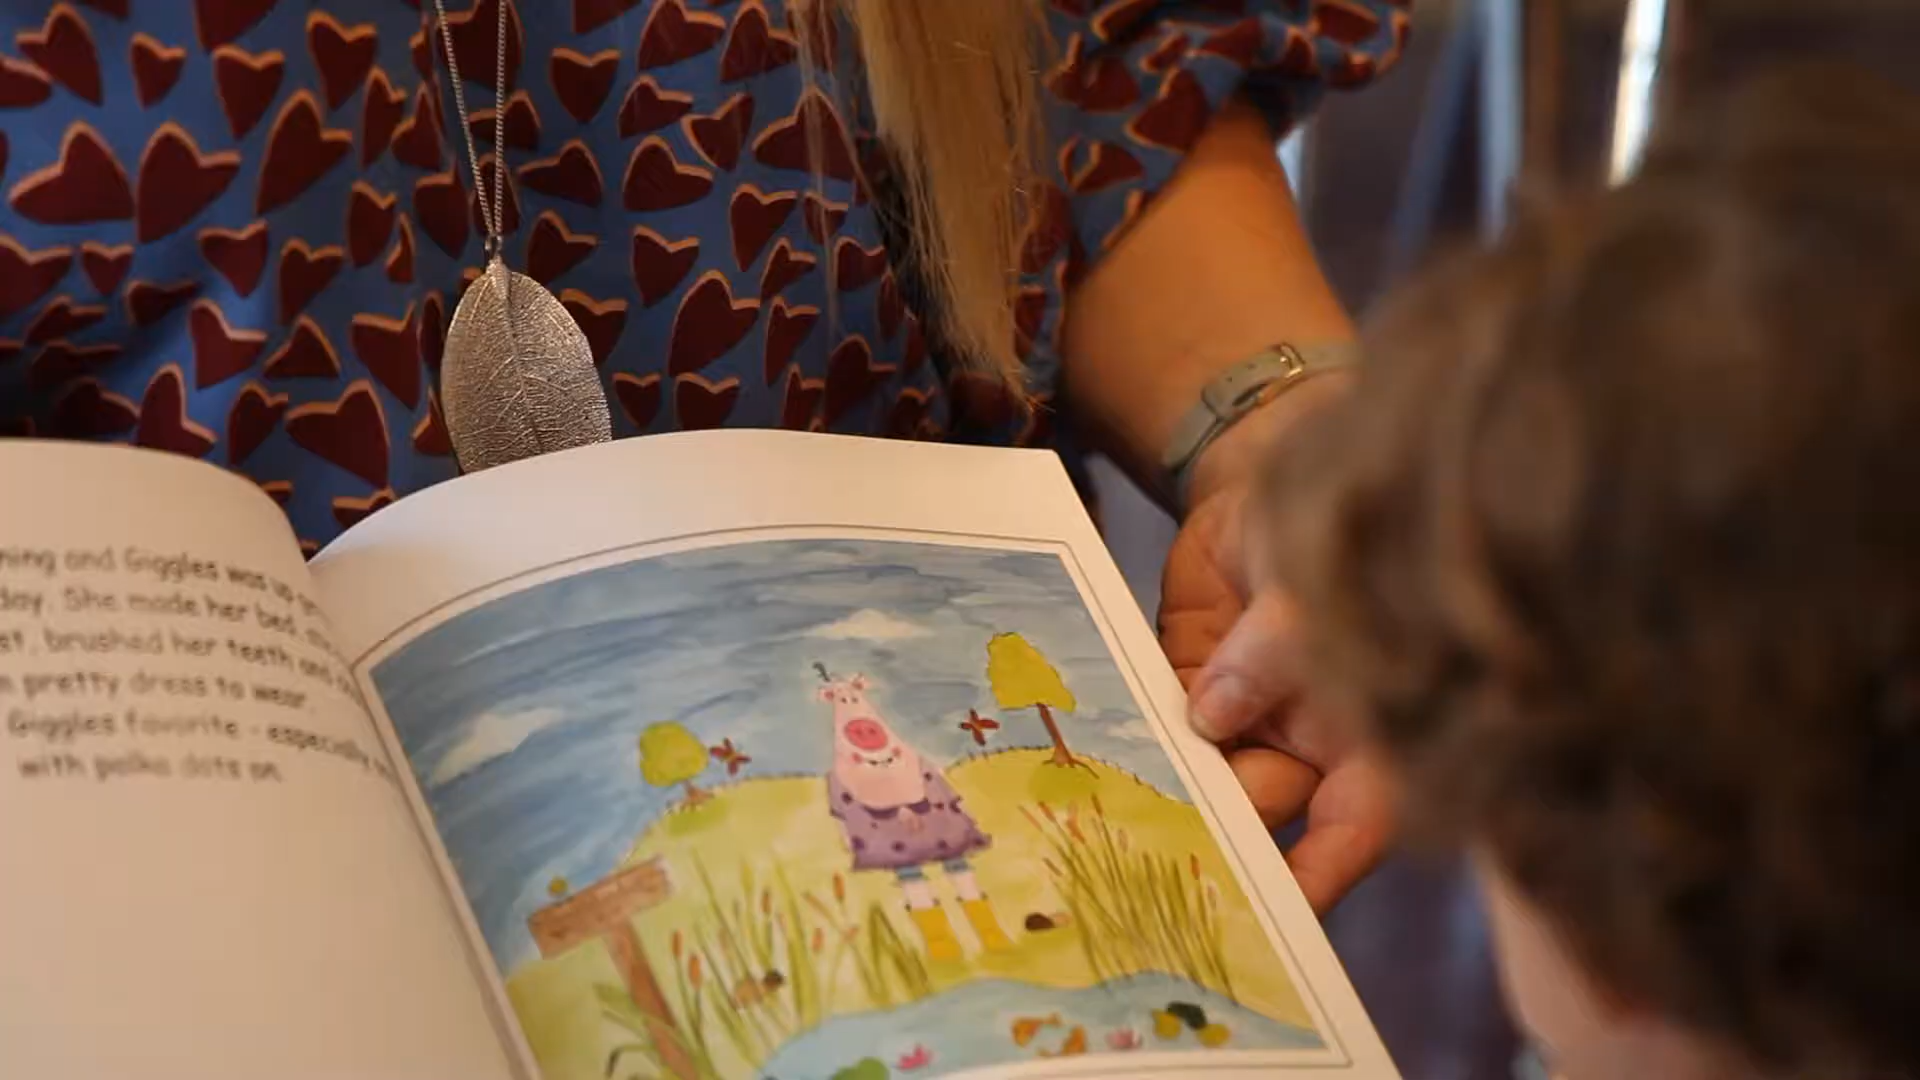 ning and Giggles was up
day. She made her bed,
st, brushed her teeth and
pretty dress to wear.
Giggles favorite - especially
with polka dots on